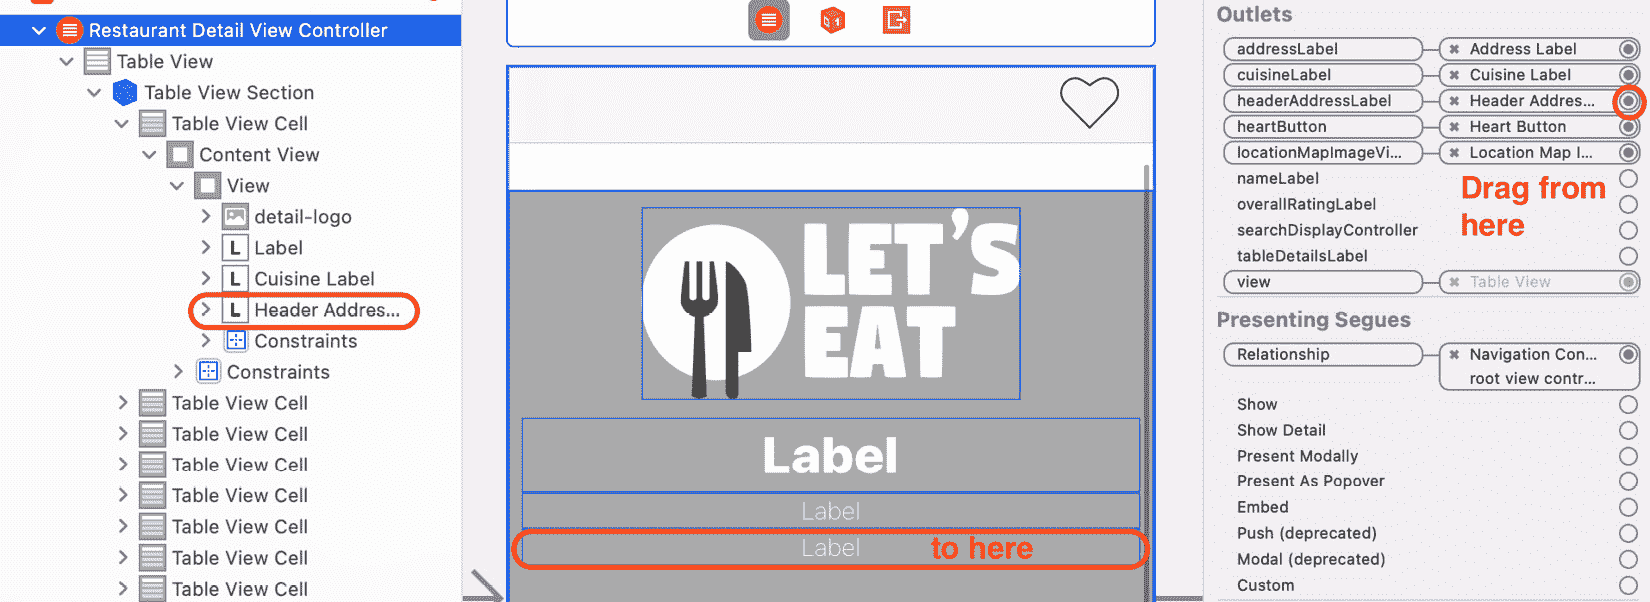 Restaurant Detail View Controller
Table View
Table View Section
Table View Cell
Content View
View
detail-logo
L Label
L Cuisine Label
L Header Addres...
Constraints
Constraints
Table View Cell
Table View Cell
Table View Cell
Table View Cell
Table View Cell
Table View Cell
Table View Cell
LET'S
EAT
Label
Label
Label
to here
Outlets
addressLabel Address Label
cuisineLabel Cuisine Label
headerAddressLabel Header Addres...
heartButton Heart Button
locationMapImageVi... Location Map I...
nameLabel
overallRatingLabel
searchDisplayController
tableDetailsLabel
Drag from
here
view Table View
Presenting Segues
Relationship Navigation Con...
root view contr...
Show
Show Detail
Present Modally
Present As Popover
Embed
Push (deprecated)
Modal (deprecated)
Custom